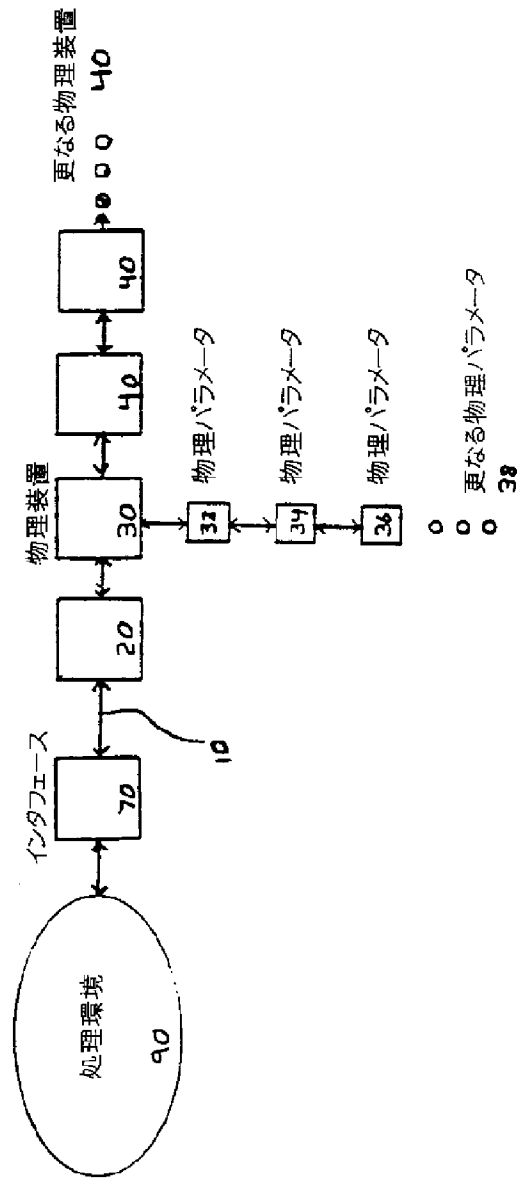 処理環境
90
インタフェース
70
10
20
物理装置
30
40
40
更なる物理装置 40
32
物理パラメータ
34
物理パラメータ
36
物理パラメータ
更なる物理パラメータ
38